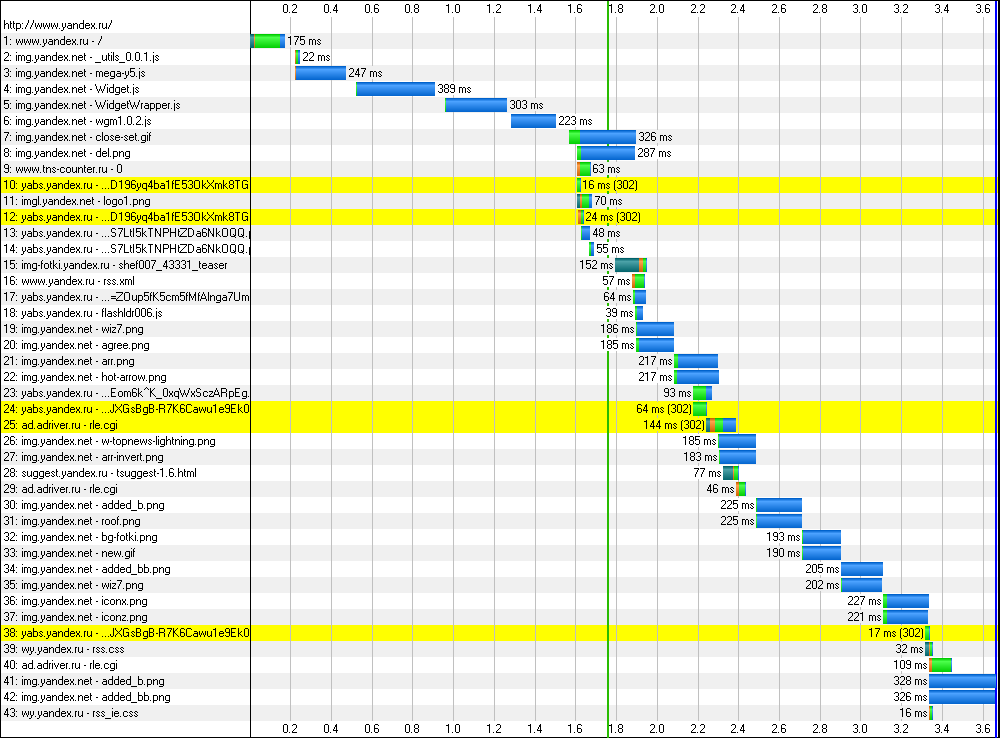 0.2 0.4 0.6 0.8 1.0 1.2 1.4 1.6 1.8 2.0 2.2 2.4 2.6 2.8 3.0 3.2 3.4 3.6
http://www.yandex.ru/
1: www.yandex.ru - / 175 ms
2: img.yandex.net - _utils_0.0.1.js 22 ms
3: img.yandex.net - mega-y5.js 247 ms
4: img.yandex.net - Widget.js 389 ms
5: img.yandex.net - WidgetWrapper.js 303 ms
6: img.yandex.net - wgm1.0.2.js 223 ms
7: img.yandex.net - close-set.gif 326 ms
8: img.yandex.net - del.png 287 ms
9: www.tns-counter.ru - 0 63 ms
10: yabs.yandex.ru - ...D196yq4ba1fE53OkXmk8TG 16 ms (302)
11: imgl.yandex.net - logo1.png 70 ms
12: yabs.yandex.ru - ...D196yq4ba1fE53OkXmk8TG 24 ms (302)
13: yabs.yandex.ru - ...S7LtI5kTNPHtZDa6NkOQQ. 48 ms
14: yabs.yandex.ru - ...S7LtI5kTNPHtZDa6NkOQQ. 55 ms
15: img-fotki.yandex.ru - shef007_43331_teaser 152 ms
16: www.yandex.ru - rss.xml 57 ms
17: yabs.yandex.ru - ...=ZOup5fK5cm5fMfAlnga7Um 64 ms
18: yabs.yandex.ru - flashldr006.js 39 ms
19: img.yandex.net - wiz7.png 186 ms
20: img.yandex.net - agree.png 185 ms
21: img.yandex.net - arr.png 217 ms
22: img.yandex.net - hot-arrow.png 217 ms
23: yabs.yandex.ru - ...Eom6k^K_0xqWxSczARpEg. 93 ms
24: yabs.yandex.ru - ...JXGsBgB-R7K6Cawu1e9Ek0 64 ms (302)
25: ad.adriver.ru - rle.cgi 144 ms (302)
26: img.yandex.net - w-topnews-lightning.png 185 ms
27: img.yandex.net - arr-invert.png 183 ms
28: suggest.yandex.ru - tsuggest-1.6.html 77 ms
29: ad.adriver.ru - rle.cgi 46 ms
30: img.yandex.net - added_b.png 225 ms
31: img.yandex.net - roof.png 225 ms
32: img.yandex.net - bg-fotki.png 193 ms
33: img.yandex.net - new.gif 190 ms
34: img.yandex.net - added_bb.png 205 ms
35: img.yandex.net - wiz7.png 202 ms
36: img.yandex.net - iconx.png 227 ms
37: img.yandex.net - iconz.png 221 ms
38: yabs.yandex.ru - ...JXGsBgB-R7K6Cawu1e9Ek0 17 ms (302)
39: wy.yandex.ru - rss.css 32 ms
40: ad.adriver.ru - rle.cgi 109 ms
41: img.yandex.net - added_b.png 328 ms
42: img.yandex.net - added_bb.png 326 ms
43: wy.yandex.ru - rss_ie.css 16 ms
0.2 0.4 0.6 0.8 1.0 1.2 1.4 1.6 1.8 2.0 2.2 2.4 2.6 2.8 3.0 3.2 3.4 3.6